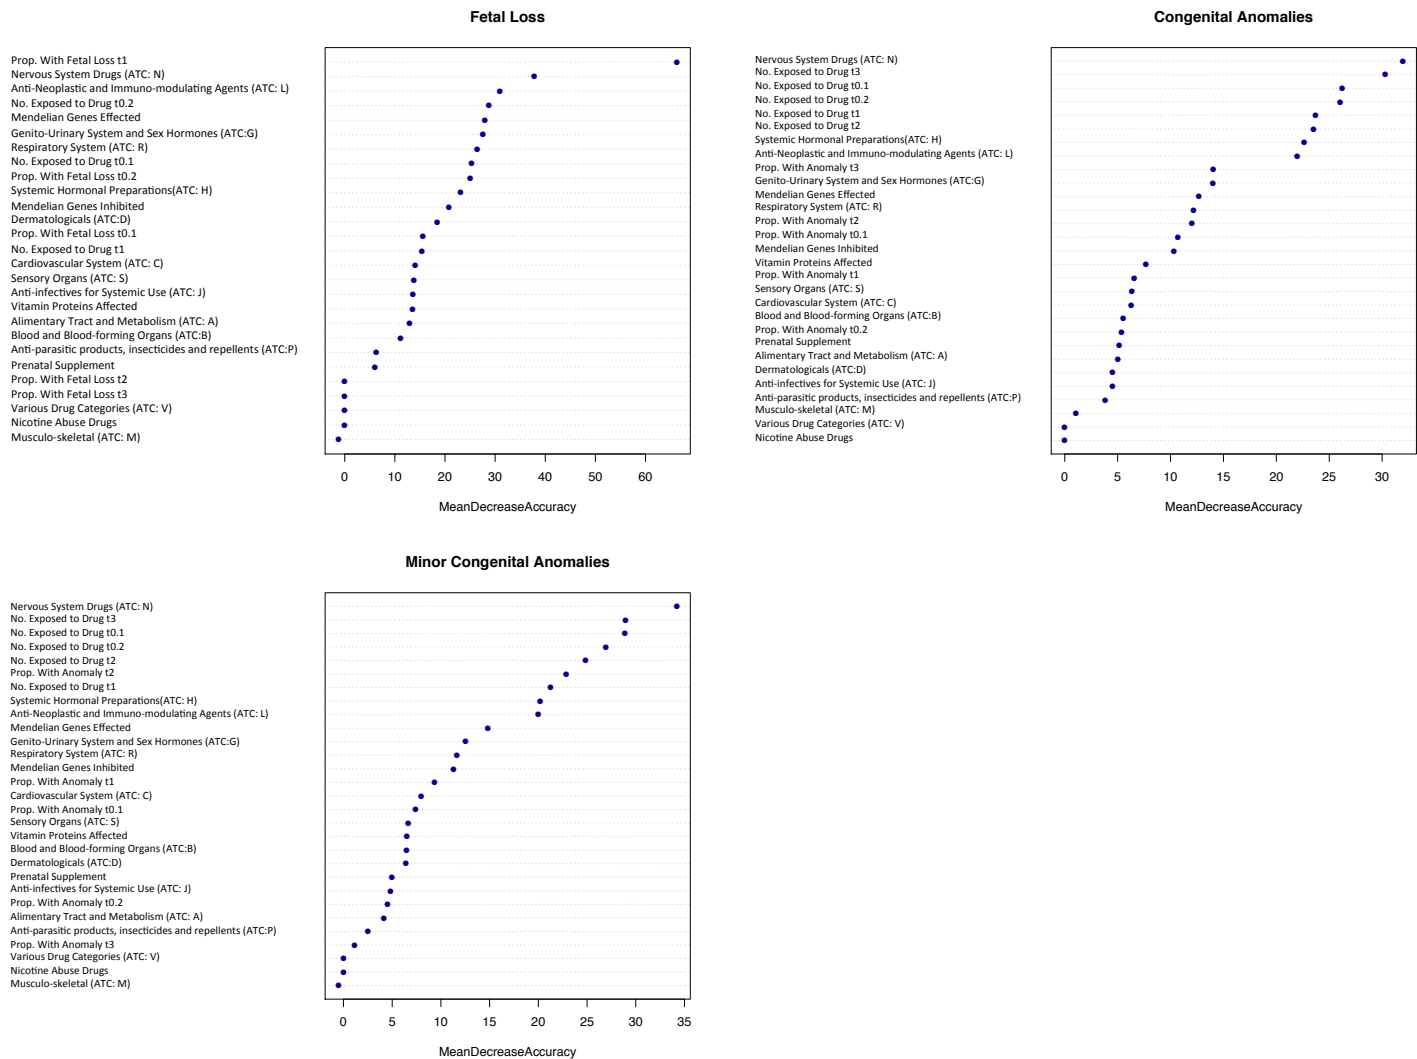 Fetal Loss
Prop. With Fetal Loss t1
Nervous System Drugs (ATC: N)
Anti-Neoplastic and Immuno-modulating Agents (ATC: L)
No. Exposed to Drug t0.2
Mendelian Genes Effected
Genito-Urinary System and Sex Hormones (ATC:G)
Respiratory System (ATC: R)
No. Exposed to Drug t0.1
Prop. With Fetal Loss t0.2
Systemic Hormonal Preparations(ATC: H)
Mendelian Genes Inhibited
Dermatologicals (ATC:D)
Prop. With Fetal Loss t0.1
No. Exposed to Drug t1
Cardiovascular System (ATC: C)
Sensory Organs (ATC: S)
Anti-infectives for Systemic Use (ATC: J)
Vitamin Proteins Affected
Alimentary Tract and Metabolism (ATC: A)
Blood and Blood-forming Organs (ATC:B)
Anti-parasitic products, insecticides and repellents (ATC:P)
Prenatal Supplement
Prop. With Fetal Loss t2
Prop. With Fetal Loss t3
Various Drug Categories (ATC: V)
Nicotine Abuse Drugs
Musculo-skeletal (ATC: M)
0 10 20 30 40 50 60
MeanDecreaseAccuracy
Congenital Anomalies
Nervous System Drugs (ATC: N)
No. Exposed to Drug t3
No. Exposed to Drug t0.1
No. Exposed to Drug t0.2
No. Exposed to Drug t1
No. Exposed to Drug t2
Systemic Hormonal Preparations(ATC: H)
Anti-Neoplastic and Immuno-modulating Agents (ATC: L)
Prop. With Anomaly t3
Genito-Urinary System and Sex Hormones (ATC:G)
Mendelian Genes Effected
Respiratory System (ATC: R)
Prop. With Anomaly t2
Prop. With Anomaly t0.1
Mendelian Genes Inhibited
Vitamin Proteins Affected
Prop. With Anomaly t1
Sensory Organs (ATC: S)
Cardiovascular System (ATC: C)
Blood and Blood-forming Organs (ATC:B)
Prop. With Anomaly t0.2
Prenatal Supplement
Alimentary Tract and Metabolism (ATC: A)
Dermatologicals (ATC:D)
Anti-infectives for Systemic Use (ATC: J)
Anti-parasitic products, insecticides and repellents (ATC:P)
Musculo-skeletal (ATC: M)
Various Drug Categories (ATC: V)
Nicotine Abuse Drugs
0 5 10 15 20 25 30
MeanDecreaseAccuracy
Minor Congenital Anomalies
Nervous System Drugs (ATC: N)
No. Exposed to Drug t3
No. Exposed to Drug t0.1
No. Exposed to Drug t0.2
No. Exposed to Drug t2
Prop. With Anomaly t2
No. Exposed to Drug t1
Systemic Hormonal Preparations(ATC: H)
Anti-Neoplastic and Immuno-modulating Agents (ATC: L)
Mendelian Genes Effected
Genito-Urinary System and Sex Hormones (ATC:G)
Respiratory System (ATC: R)
Mendelian Genes Inhibited
Prop. With Anomaly t1
Cardiovascular System (ATC: C)
Prop. With Anomaly t0.1
Sensory Organs (ATC: S)
Vitamin Proteins Affected
Blood and Blood-forming Organs (ATC:B)
Dermatologicals (ATC:D)
Prenatal Supplement
Anti-infectives for Systemic Use (ATC: J)
Prop. With Anomaly t0.2
Alimentary Tract and Metabolism (ATC: A)
Anti-parasitic products, insecticides and repellents (ATC:P)
Prop. With Anomaly t3
Various Drug Categories (ATC: V)
Nicotine Abuse Drugs
Musculo-skeletal (ATC: M)
0 5 10 15 20 25 30 35
MeanDecreaseAccuracy